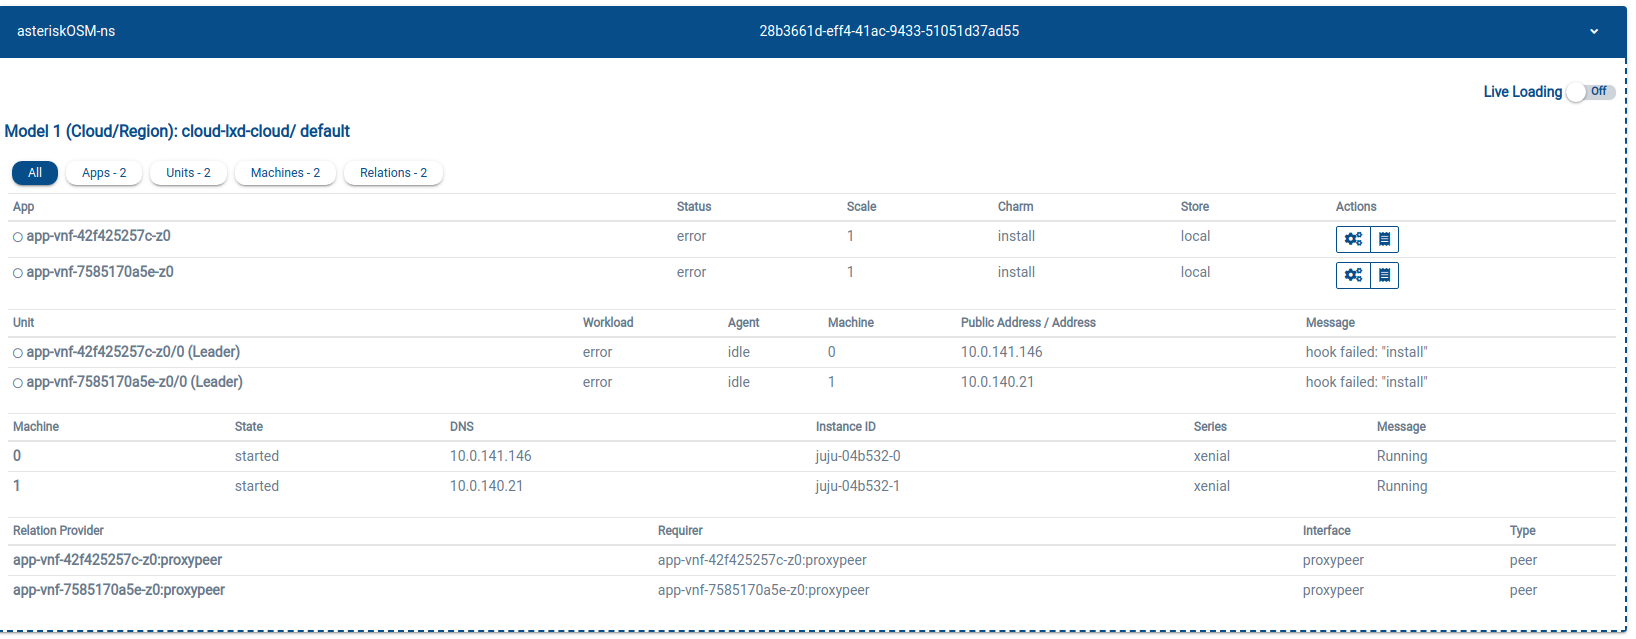 asteriskOSM-ns 28b3661d-eff4-41ac-9433-51051d37ad55
Live Loading Off
Model 1 (Cloud/Region): cloud-lxd-cloud/ default
All Apps - 2 Units - 2 Machines - 2 Relations - 2
App Status Scale Charm Store Actions
app-vnf-42f425257c-z0 error 1 install local
app-vnf-7585170a5e-z0 error 1 install local
Unit Workload Agent Machine Public Address / Address Message
app-vnf-42f425257c-z0/0 (Leader) error idle 0 10.0.141.146 hook failed: "install"
app-vnf-7585170a5e-z0/0 (Leader) error idle 1 10.0.140.21 hook failed: "install"
Machine State DNS Instance ID Series Message
0 started 10.0.141.146 juju-04b532-0 xenial Running
1 started 10.0.140.21 juju-04b532-1 xenial Running
Relation Provider Requirer Interface Type
app-vnf-42f425257c-z0:proxypeer app-vnf-42f425257c-z0:proxypeer proxypeer peer
app-vnf-7585170a5e-z0:proxypeer app-vnf-7585170a5e-z0:proxypeer proxypeer peer